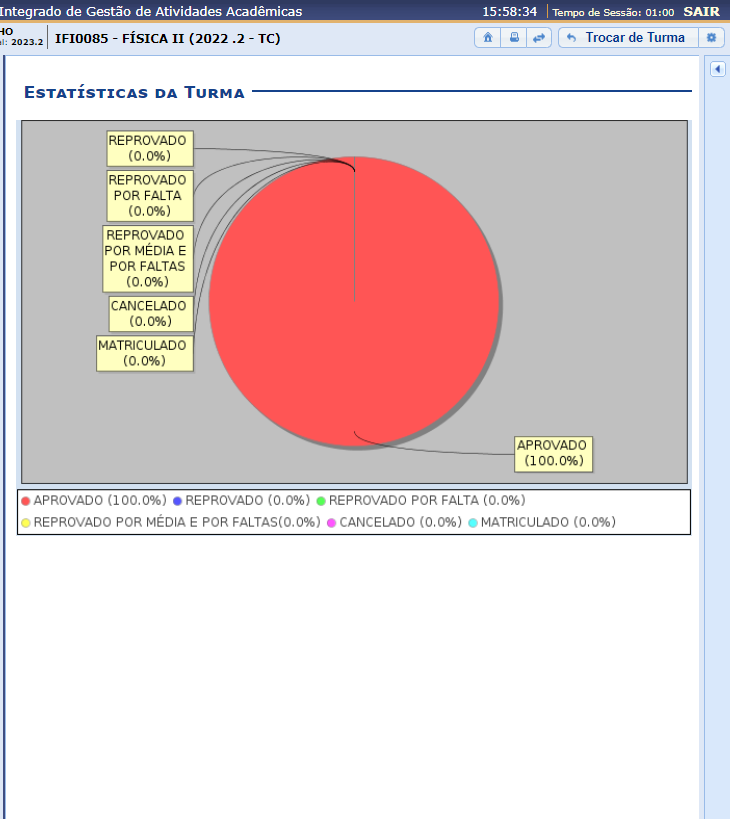 Integrado de Gestão de Atividades Acadêmicas 15:58:34 Tempo de Sessão: 01:00 SAIR
HO
el: 2023.2 IFI0085 - FÍSICA II (2022 .2 - TC) Trocar de Turma
Estatísticas da Turma
REPROVADO
(0.0%)
REPROVADO
POR FALTA
(0.0%)
REPROVADO
POR MÉDIA E
POR FALTAS
(0.0%)
CANCELADO
(0.0%)
MATRICULADO
(0.0%)
APROVADO
(100.0%)
APROVADO (100.0%) REPROVADO (0.0%) REPROVADO POR FALTA (0.0%)
REPROVADO POR MÉDIA E POR FALTAS(0.0%) CANCELADO (0.0%) MATRICULADO (0.0%)